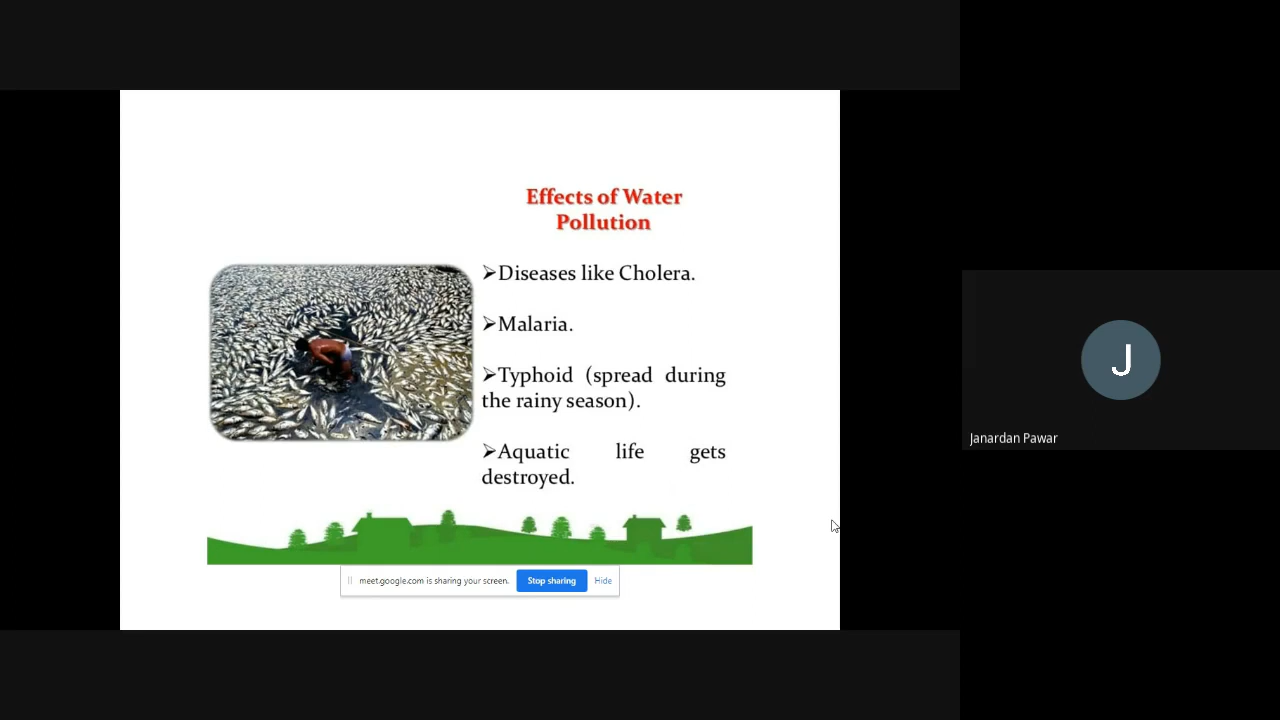 Effects of Water
Pollution
➢Diseases like Cholera.
➢Malaria.
➢Typhoid (spread during
the rainy season).
➢Aquatic life gets
destroyed.
meet.google.com is sharing your screen.
Stop sharing
Hide
J
Janardan Pawar